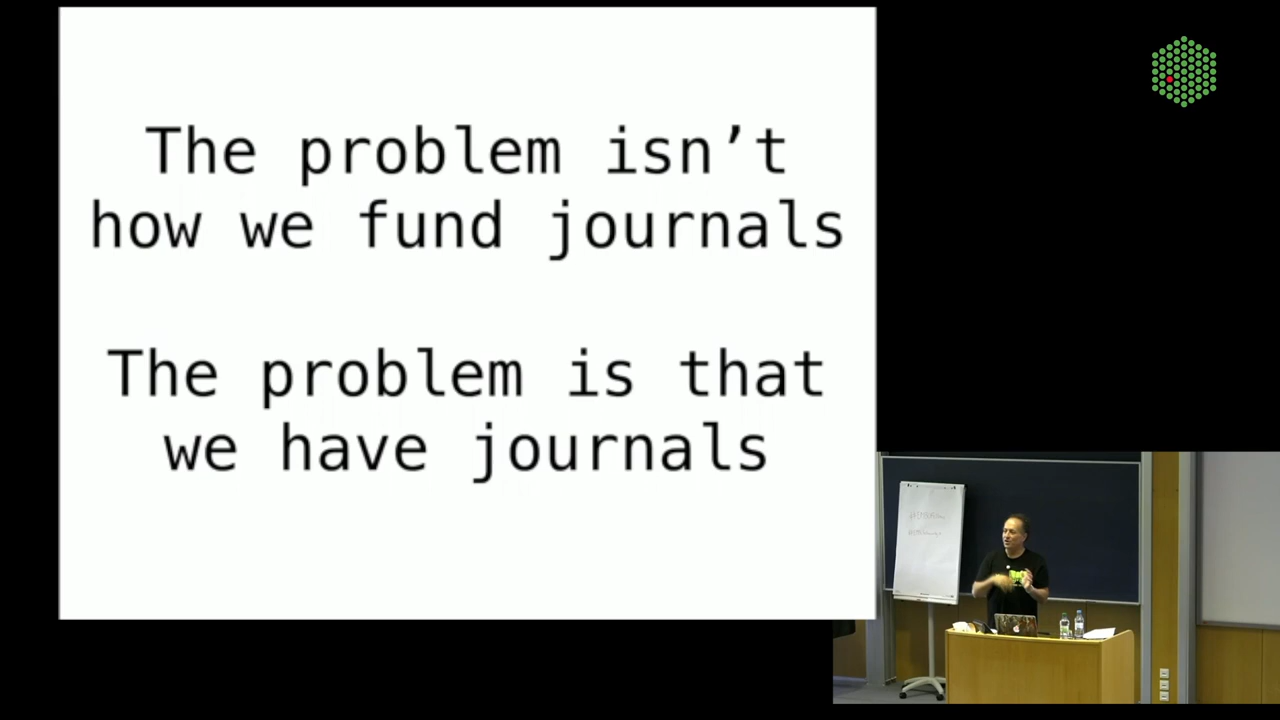 The problem isn’t
how we fund journals
The problem is that
we have journals